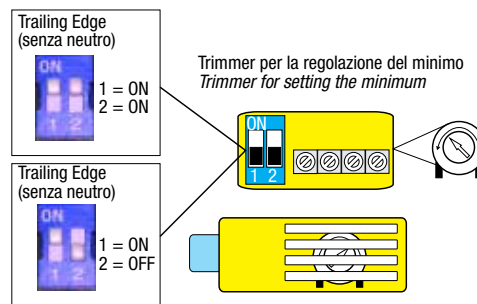 Trailing Edge
(senza neutro)
ON
1 2
1 = ON
2 = ON
Trimmer per la regolazione del minimo
Trimmer for setting the minimum
ON
1 2
Trailing Edge
(senza neutro)
ON
1 2
1 = ON
2 = OFF